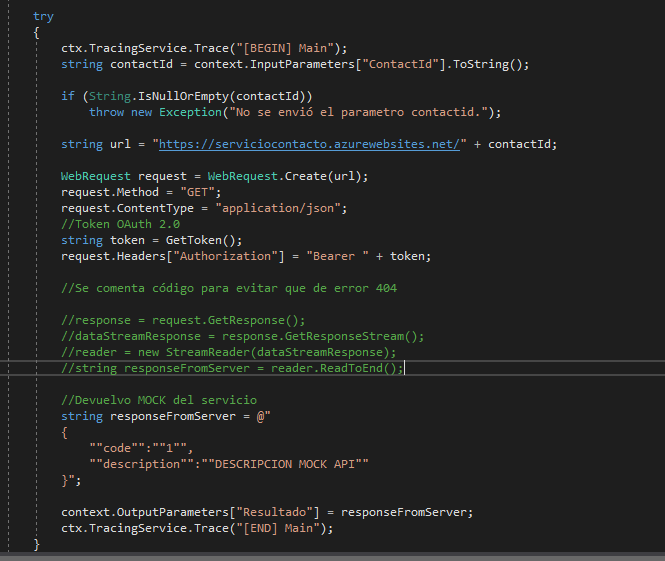 try
{
ctx.TracingService.Trace("[BEGIN] Main");
string contactId = context.InputParameters["ContactId"].ToString();
if (String.IsNullOrEmpty(contactId))
throw new Exception("No se envió el parametro contactid.");
string url = "https://serviciocontacto.azurewebsites.net/" + contactId;
WebRequest request = WebRequest.Create(url);
request.Method = "GET";
request.ContentType = "application/json";
//Token OAuth 2.0
string token = GetToken();
request.Headers["Authorization"] = "Bearer " + token;
//Se comenta código para evitar que de error 404
//response = request.GetResponse();
//dataStreamResponse = response.GetResponseStream();
//reader = new StreamReader(dataStreamResponse);
//string responseFromServer = reader.ReadToEnd();
//Devuelvo MOCK del servicio
string responseFromServer = @"
{
""code"":""1"",
""description"":""DESCRIPCION MOCK API""
}";
context.OutputParameters["Resultado"] = responseFromServer;
ctx.TracingService.Trace("[END] Main");
}